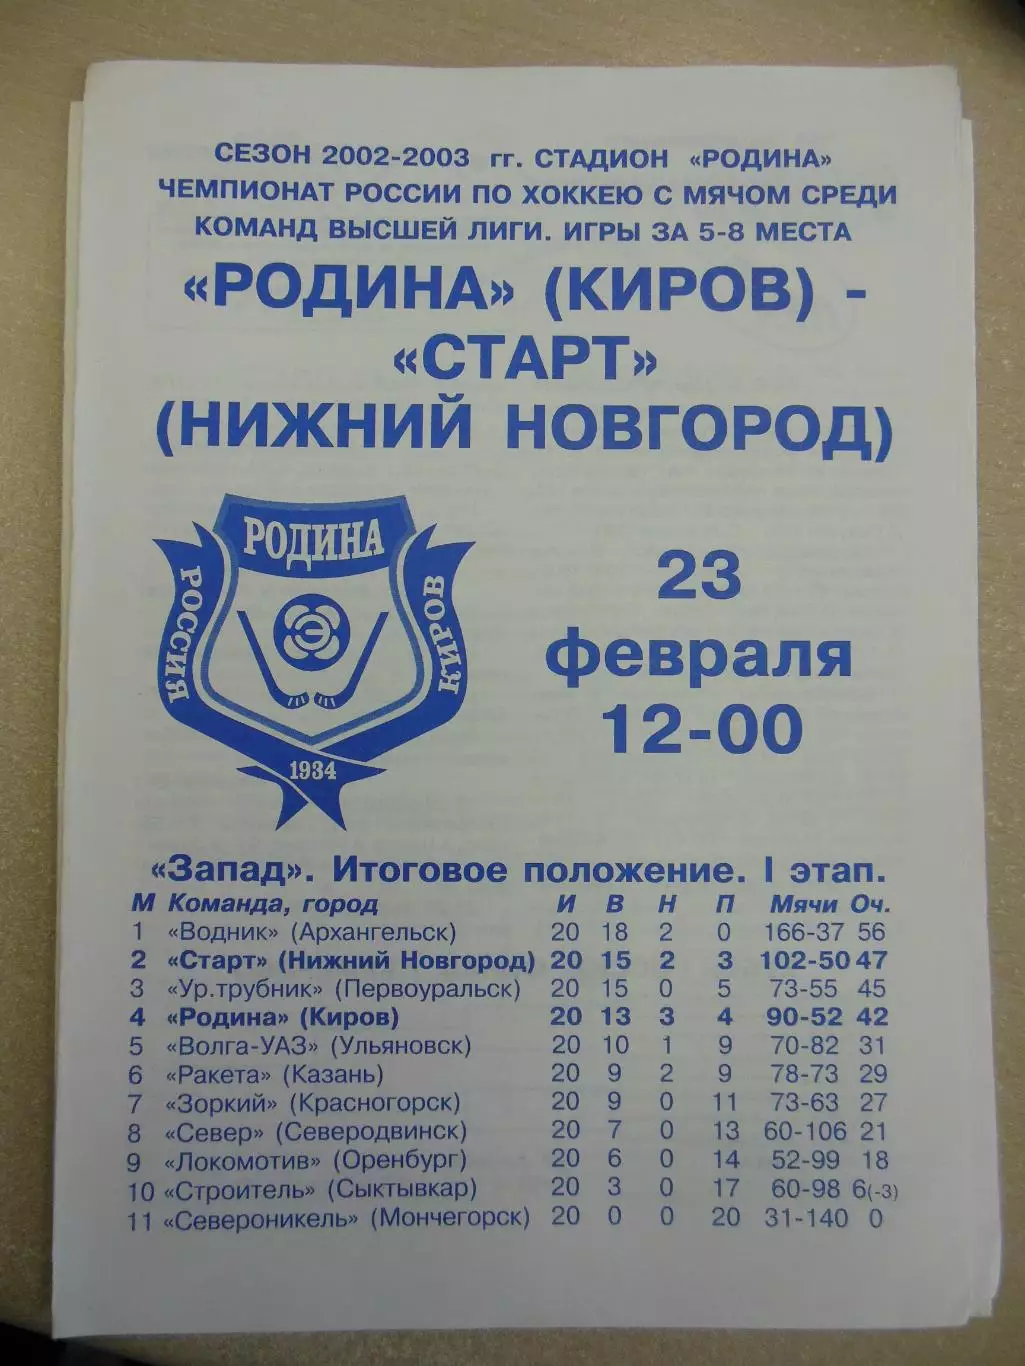 СЕЗОН 2002-2003 гг. СТАДИОН «РОДИНА»
ЧЕМПИОНАТ РОССИИ ПО ХОККЕЮ С МЯЧОМ СРЕДИ
КОМАНД ВЫСШЕЙ ЛИГИ. ИГРЫ ЗА 5-8 МЕСТА
«РОДИНА» (КИРОВ) -
«СТАРТ»
(НИЖНИЙ НОВГОРОД)
РОДИНА
РОССИЯ
КИРОВ
Э
1934
23
февраля
12-00
«Запад». Итоговое положение. I этап.
М Команда, город И В Н П Мячи Оч.
1 «Водник» (Архангельск) 20 18 2 0 166-37 56
2 «Старт» (Нижний Новгород) 20 15 2 3 102-50 47
3 «Ур.трубник» (Первоуральск) 20 15 0 5 73-55 45
4 «Родина» (Киров) 20 13 3 4 90-52 42
5 «Волга-УАЗ» (Ульяновск) 20 10 1 9 70-82 31
6 «Ракета» (Казань) 20 9 2 9 78-73 29
7 «Зоркий» (Красногорск) 20 9 0 11 73-63 27
8 «Север» (Северодвинск) 20 7 0 13 60-106 21
9 «Локомотив» (Оренбург) 20 6 0 14 52-99 18
10 «Строитель» (Сыктывкар) 20 3 0 17 60-98 6(-3)
11 «Североникель» (Мончегорск) 20 0 0 20 31-140 0